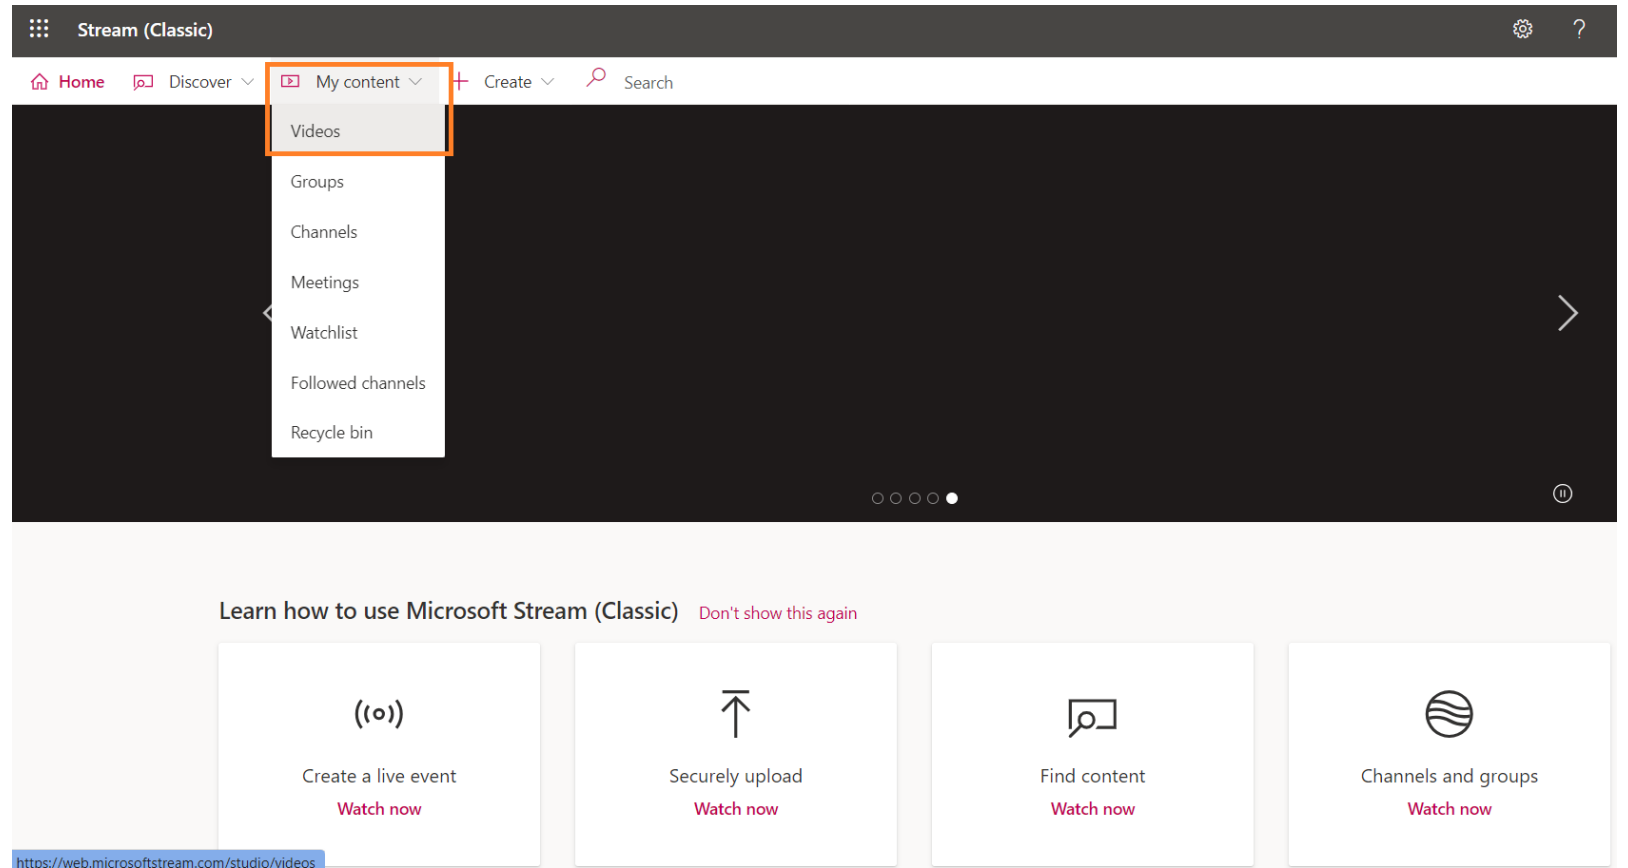 Stream (Classic)
Home Discover My content Create Search
Videos
Groups
Channels
Meetings
Watchlist
Followed channels
Recycle bin
Learn how to use Microsoft Stream (Classic) Don't show this again
Create a live event
Watch now
Securely upload
Watch now
Find content
Watch now
Channels and groups
Watch now
https://web.microsoftstream.com/studio/videos